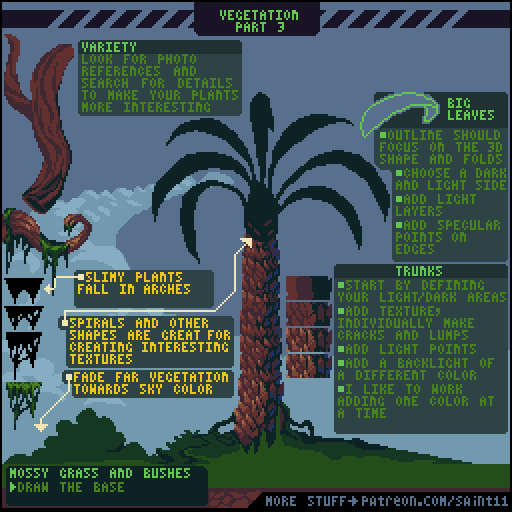 VEGETATION
PART 3
VARIETY
LOOK FOR PHOTO
REFERENCES AND
SEARCH FOR DETAILS
TO MAKE YOUR PLANTS
MORE INTERESTING
BIG
LEAVES
OUTLINE SHOULD
FOCUS ON THE 3D
SHAPE AND FOLDS
CHOOSE A DARK
AND LIGHT SIDE
ADD LIGHT
LAYERS
ADD SPECULAR
POINTS ON
EDGES
SLIMY PLANTS
FALL IN ARCHES
SPIRALS AND OTHER
SHAPES ARE GREAT FOR
CREATING INTERESTING
TEXTURES
FADE FAR VEGETATION
TOWARDS SKY COLOR
TRUNKS
START BY DEFINING
YOUR LIGHT/DARK AREAS
ADD TEXTURE,
INDIVIDUALLY MAKE
CRACKS AND LUMPS
ADD LIGHT POINTS
ADD A BACKLIGHT OF
A DIFFERENT COLOR
I LIKE TO WORK
ADDING ONE COLOR AT
A TIME
MOSSY GRASS AND BUSHES
DRAW THE BASE
MORE STUFF→PATREON.COM/SAINT11